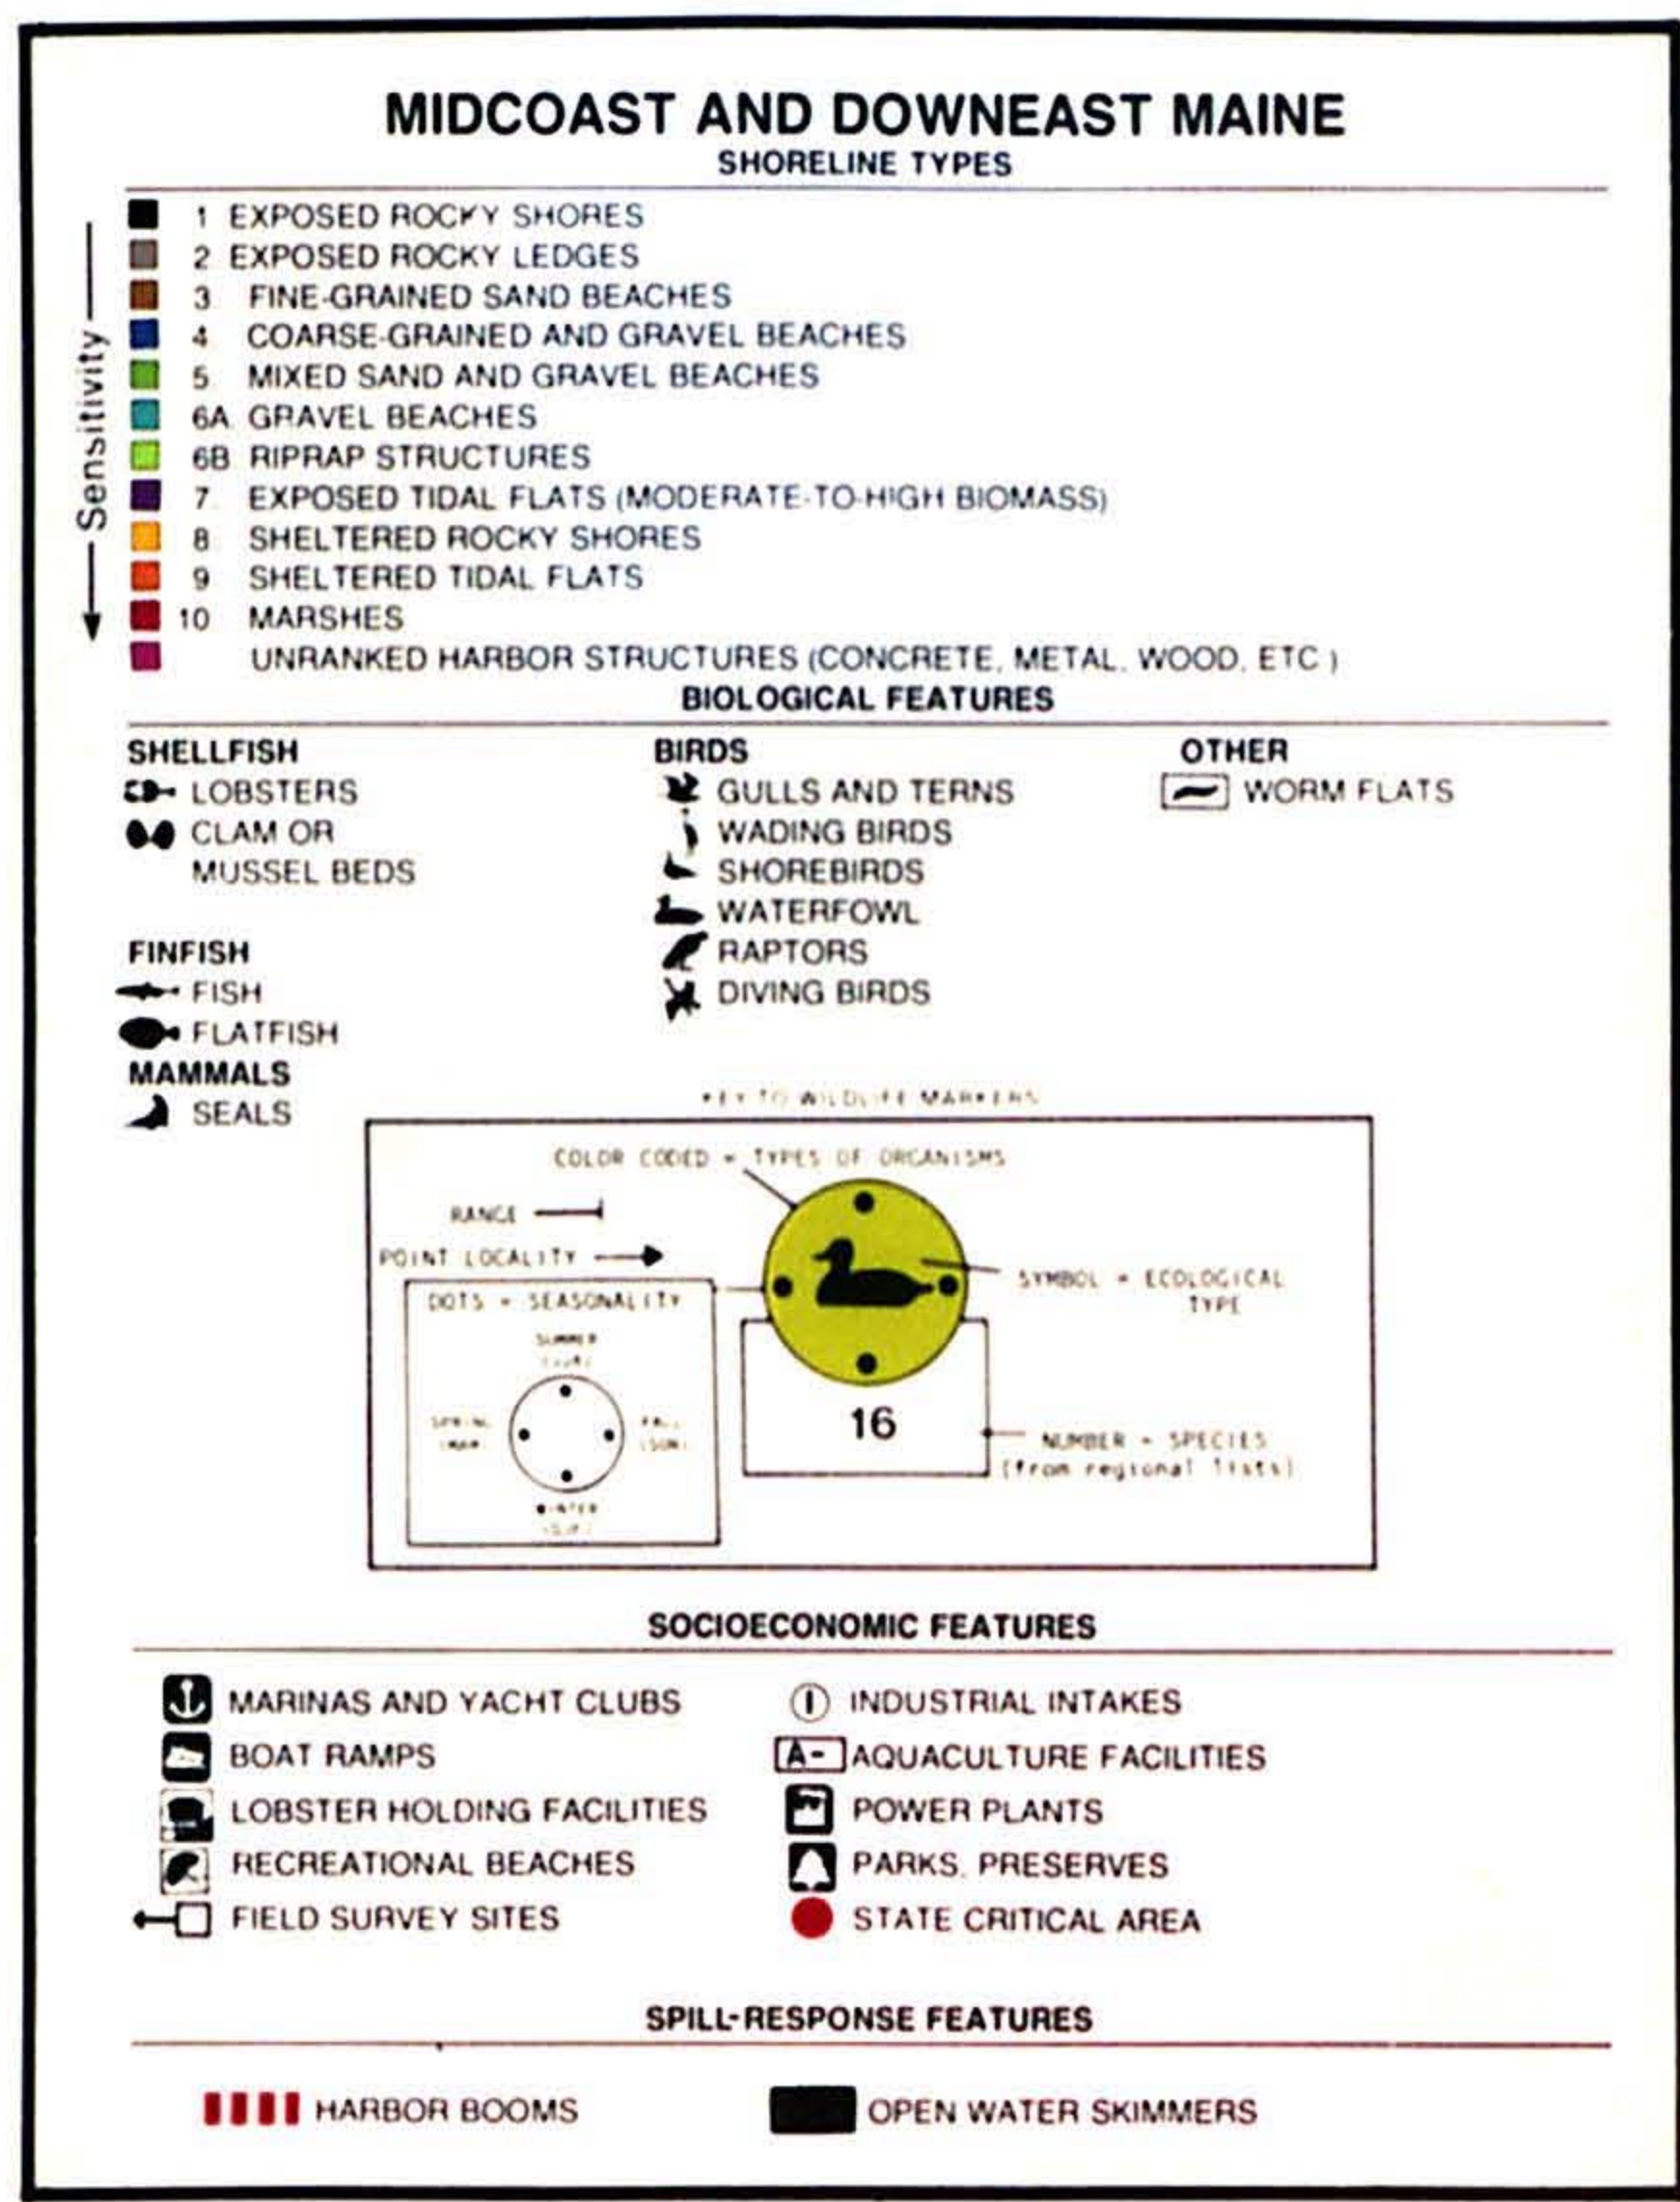 MIDCOAST AND DOWNEAST MAINE
SHORELINE TYPES
Sensitivity
1 EXPOSED ROCKY SHORES
2 EXPOSED ROCKY LEDGES
3 FINE-GRAINED SAND BEACHES
4 COARSE-GRAINED AND GRAVEL BEACHES
5 MIXED SAND AND GRAVEL BEACHES
6A GRAVEL BEACHES
6B RIPRAP STRUCTURES
7 EXPOSED TIDAL FLATS (MODERATE-TO-HIGH BIOMASS)
8 SHELTERED ROCKY SHORES
9 SHELTERED TIDAL FLATS
10 MARSHES
UNRANKED HARBOR STRUCTURES (CONCRETE, METAL, WOOD, ETC )
BIOLOGICAL FEATURES
SHELLFISH
LOBSTERS
CLAM OR
MUSSEL BEDS
FINFISH
FISH
FLATFISH
MAMMALS
SEALS
BIRDS
GULLS AND TERNS
WADING BIRDS
SHOREBIRDS
WATERFOWL
RAPTORS
DIVING BIRDS
OTHER
WORM FLATS
KEY TO WILDLIFE MARKERS
COLOR CODED = TYPES OF ORGANISMS
RANGE
POINT LOCALITY
DOTS = SEASONALITY
SUMMER
SPRING
FALL
WINTER
SYMBOL = ECOLOGICAL
TYPE
16
NUMBER = SPECIES
(from regional lists)
SOCIOECONOMIC FEATURES
MARINAS AND YACHT CLUBS
BOAT RAMPS
LOBSTER HOLDING FACILITIES
RECREATIONAL BEACHES
FIELD SURVEY SITES
I INDUSTRIAL INTAKES
A- AQUACULTURE FACILITIES
POWER PLANTS
PARKS, PRESERVES
STATE CRITICAL AREA
SPILL-RESPONSE FEATURES
HARBOR BOOMS
OPEN WATER SKIMMERS